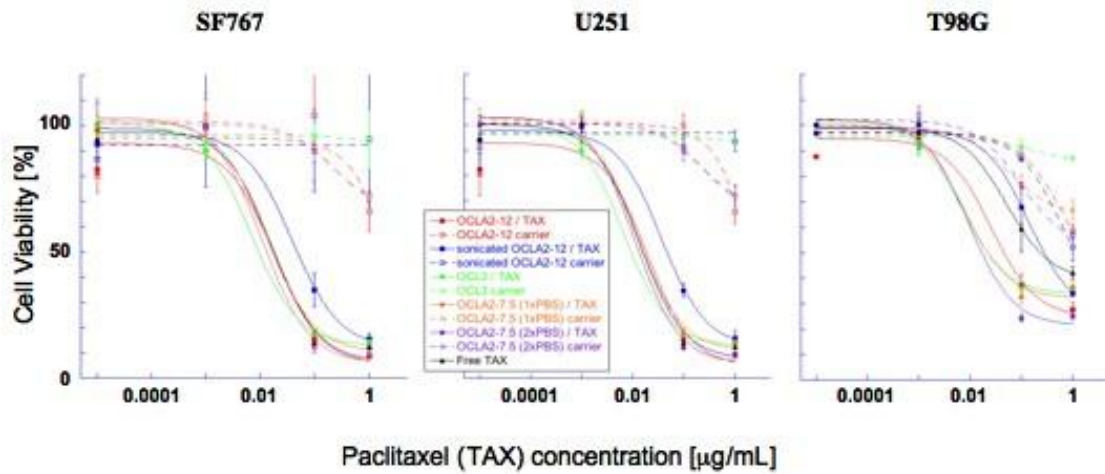 SF767 U251 T98G
Cell Viability [%]
100
50
0
OCLA2-12 / TAX
OCLA2-12 carrier
sonicated OCLA2-12 / TAX
sonicated OCLA2-12 carrier
OCL3 / TAX
OCL3 carrier
OCLA2-7.5 (1xPBS) / TAX
OCLA2-7.5 (1xPBS) carrier
OCLA2-7.5 (2xPBS) / TAX
OCLA2-7.5 (2xPBS) carrier
Free TAX
0.0001 0.01 1 0.0001 0.01 1 0.0001 0.01 1
Paclitaxel (TAX) concentration [μg/mL]